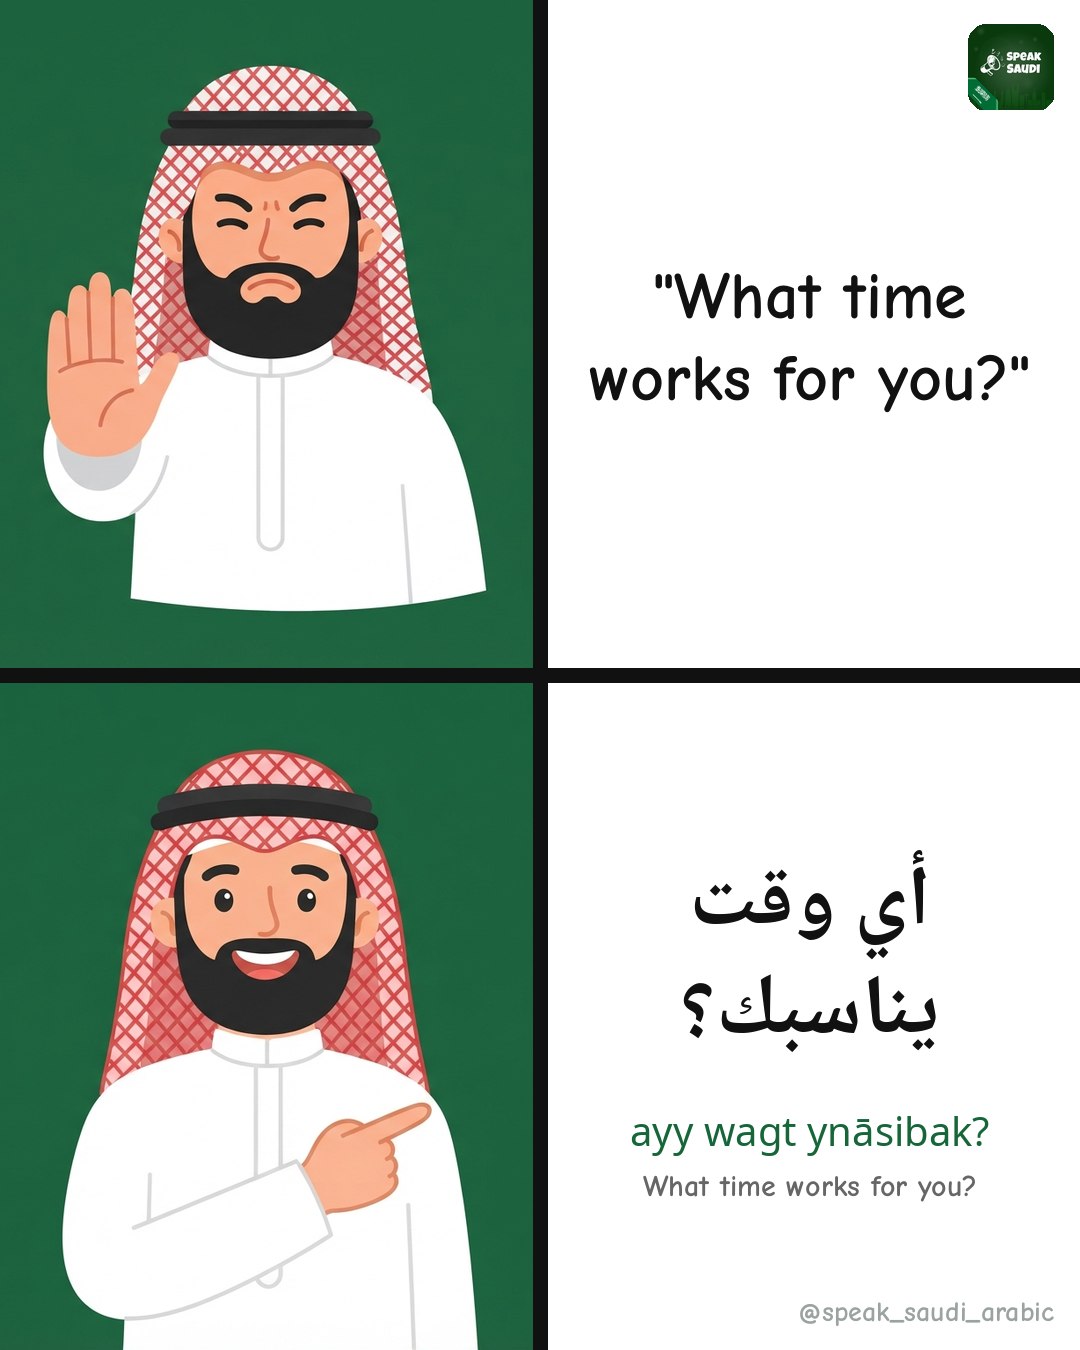 SPEAK
SAUDI
"What time
works for you?"
أي وقت
يناسبك؟
ayy wagt ynāsibak?
What time works for you?
@speak_saudi_arabic